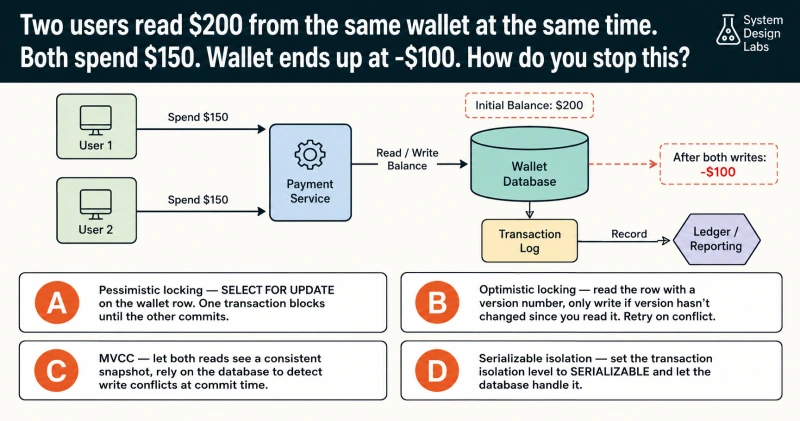 Two users read $200 from the same wallet at the same time.
Both spend $150. Wallet ends up at -$100. How do you stop this?
System
Design
Labs
User 1
Spend $150
User 2
Spend $150
Payment
Service
Read / Write
Balance
Initial Balance: $200
Wallet
Database
After both writes:
-$100
Transaction
Log
Record
Ledger /
Reporting
A
Pessimistic locking — SELECT FOR UPDATE
on the wallet row. One transaction blocks
until the other commits.
B
Optimistic locking — read the row with a
version number, only write if version hasn't
changed since you read it. Retry on conflict.
C
MVCC — let both reads see a consistent
snapshot, rely on the database to detect
write conflicts at commit time.
D
Serializable isolation — set the transaction
isolation level to SERIALIZABLE and let the
database handle it.